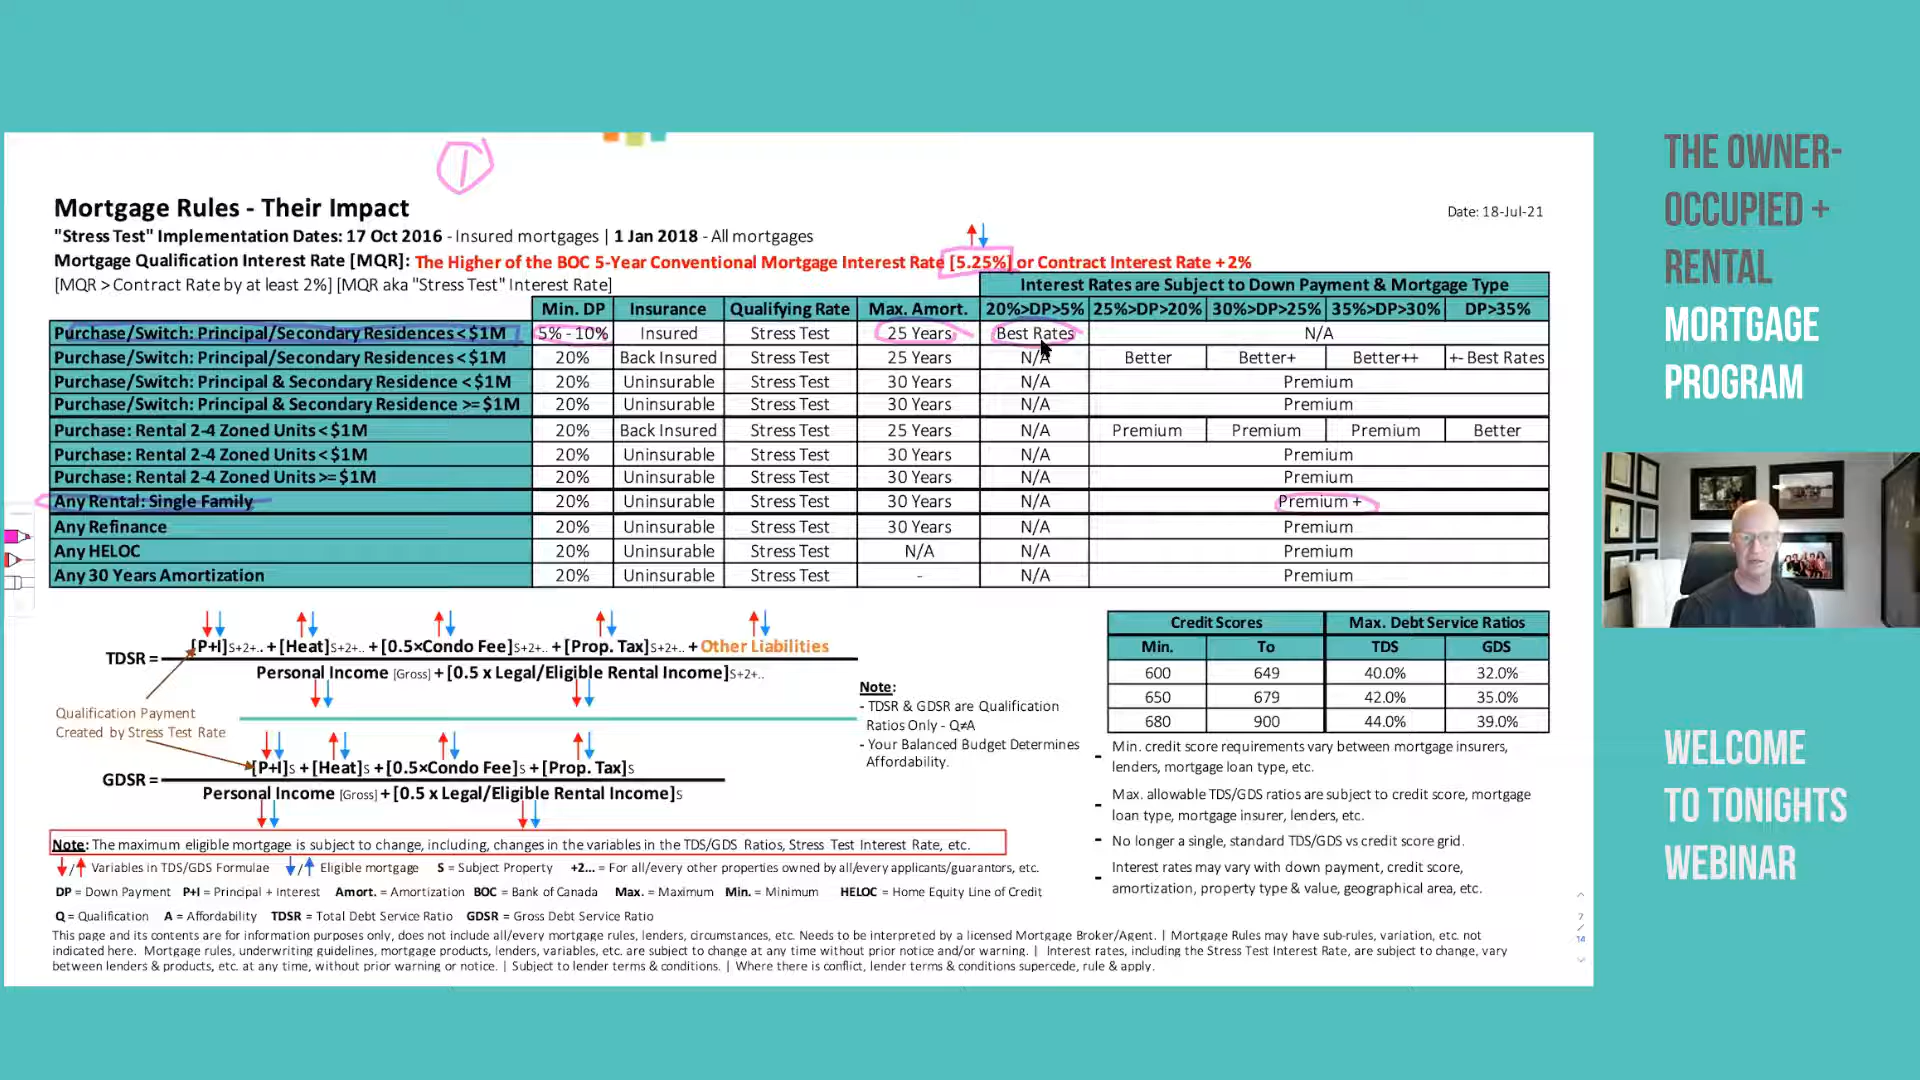 1
Mortgage Rules - Their Impact
Date: 18-Jul-21
"Stress Test" Implementation Dates: 17 Oct 2016 - Insured mortgages | 1 Jan 2018 - All mortgages
Mortgage Qualification Interest Rate [MQR]: The Higher of the BOC 5-Year Conventional Mortgage Interest Rate [5.25%] or Contract Interest Rate + 2%
[MQR > Contract Rate by at least 2%] [MQR aka "Stress Test" Interest Rate]
Interest Rates are Subject to Down Payment & Mortgage Type
Min. DP Insurance Qualifying Rate Max. Amort. 20%>DP>5% 25%>DP>20% 30%>DP>25% 35%>DP>30% DP>35%
Purchase/Switch: Principal/Secondary Residences < $1M 5% - 10% Insured Stress Test 25 Years Best Rates N/A
Purchase/Switch: Principal/Secondary Residences < $1M 20% Back Insured Stress Test 25 Years N/A Better Better+ Better++ +- Best Rates
Purchase/Switch: Principal & Secondary Residence < $1M 20% Uninsurable Stress Test 30 Years N/A Premium
Purchase/Switch: Principal & Secondary Residence >= $1M 20% Uninsurable Stress Test 30 Years N/A Premium
Purchase: Rental 2-4 Zoned Units < $1M 20% Back Insured Stress Test 25 Years N/A Premium Premium Premium Better
Purchase: Rental 2-4 Zoned Units < $1M 20% Uninsurable Stress Test 30 Years N/A Premium
Purchase: Rental 2-4 Zoned Units >= $1M 20% Uninsurable Stress Test 30 Years N/A Premium
Any Rental: Single Family 20% Uninsurable Stress Test 30 Years N/A Premium +
Any Refinance 20% Uninsurable Stress Test 30 Years N/A Premium
Any HELOC 20% Uninsurable Stress Test N/A N/A Premium
Any 30 Years Amortization 20% Uninsurable Stress Test - N/A Premium
TDSR = [P+I]S+2+.. + [Heat]S+2+.. + [0.5×Condo Fee]S+2+.. + [Prop. Tax]S+2+.. + Other Liabilities
Personal Income [Gross] + [0.5 x Legal/Eligible Rental Income]S+2+..
Qualification Payment
Created by Stress Test Rate
GDSR = [P+I]S + [Heat]S + [0.5×Condo Fee]S + [Prop. Tax]S
Personal Income [Gross] + [0.5 x Legal/Eligible Rental Income]S
Note:
- TDSR & GDSR are Qualification
Ratios Only - Q≠A
- Your Balanced Budget Determines
Affordability.
Credit Scores Max. Debt Service Ratios
Min. To TDS GDS
600 649 40.0% 32.0%
650 679 42.0% 35.0%
680 900 44.0% 39.0%
- Min. credit score requirements vary between mortgage insurers,
lenders, mortgage loan type, etc.
- Max. allowable TDS/GDS ratios are subject to credit score, mortgage
loan type, mortgage insurer, lenders, etc.
- No longer a single, standard TDS/GDS vs credit score grid.
- Interest rates may vary with down payment, credit score,
amortization, property type & value, geographical area, etc.
Note: The maximum eligible mortgage is subject to change, including, changes in the variables in the TDS/GDS Ratios, Stress Test Interest Rate, etc.
↓/↑ Variables in TDS/GDS Formulae ↓/↑ Eligible mortgage S = Subject Property +2... = For all/every other properties owned by all/every applicants/guarantors, etc.
DP = Down Payment P+I = Principal + Interest Amort. = Amortization BOC = Bank of Canada Max. = Maximum Min. = Minimum HELOC = Home Equity Line of Credit
Q = Qualification A = Affordability TDSR = Total Debt Service Ratio GDSR = Gross Debt Service Ratio
This page and its contents are for information purposes only, does not include all/every mortgage rules, lenders, circumstances, etc. Needs to be interpreted by a licensed Mortgage Broker/Agent. | Mortgage Rules may have sub-rules, variation, etc. not
indicated here. Mortgage rules, underwriting guidelines, mortgage products, lenders, variables, etc. are subject to change at any time without prior notice and/or warning. | Interest rates, including the Stress Test Interest Rate, are subject to change, vary
between lenders & products, etc. at any time, without prior warning or notice. | Subject to lender terms & conditions. | Where there is conflict, lender terms & conditions supercede, rule & apply.
7
/
14
THE OWNER-
OCCUPIED +
RENTAL
MORTGAGE
PROGRAM
WELCOME
TO TONIGHTS
WEBINAR